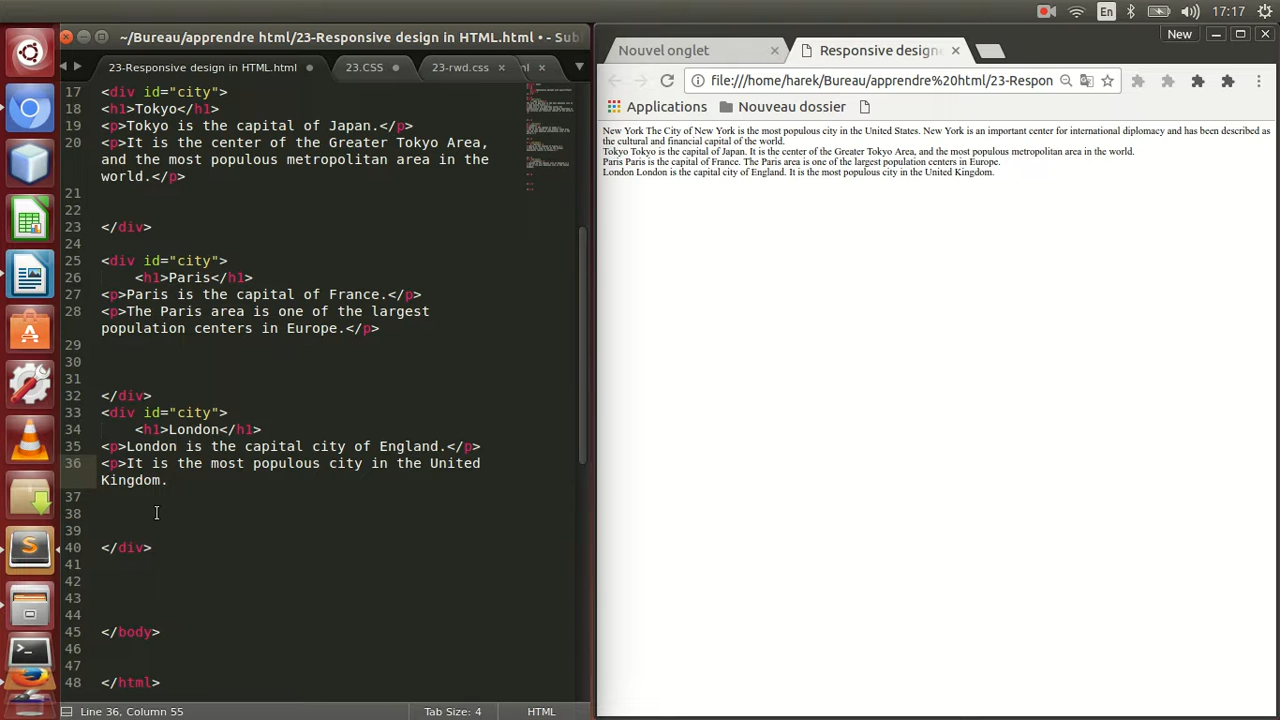 En
17:17
~/Bureau/apprendre html/23-Responsive design in HTML.html • - Sub
New
23-Responsive design in HTML.html
23.CSS
23-rwd.css
ml
Nouvel onglet
Responsive designe
file:///home/harek/Bureau/apprendre%20html/23-Respon
Applications
Nouveau dossier
17 <div id="city">
18 <h1>Tokyo</h1>
19 <p>Tokyo is the capital of Japan.</p>
20 <p>It is the center of the Greater Tokyo Area,
and the most populous metropolitan area in the
world.</p>
21
22
23 </div>
24
25 <div id="city">
26 <h1>Paris</h1>
27 <p>Paris is the capital of France.</p>
28 <p>The Paris area is one of the largest
population centers in Europe.</p>
29
30
31
32 </div>
33 <div id="city">
34 <h1>London</h1>
35 <p>London is the capital city of England.</p>
36 <p>It is the most populous city in the United
Kingdom.
37
38
39
40 </div>
41
42
43
44
45 </body>
46
47
48 </html>
Line 36, Column 55
Tab Size: 4
HTML
New York The City of New York is the most populous city in the United States. New York is an important center for international diplomacy and has been described as
the cultural and financial capital of the world.
Tokyo Tokyo is the capital of Japan. It is the center of the Greater Tokyo Area, and the most populous metropolitan area in the world.
Paris Paris is the capital of France. The Paris area is one of the largest population centers in Europe.
London London is the capital city of England. It is the most populous city in the United Kingdom.